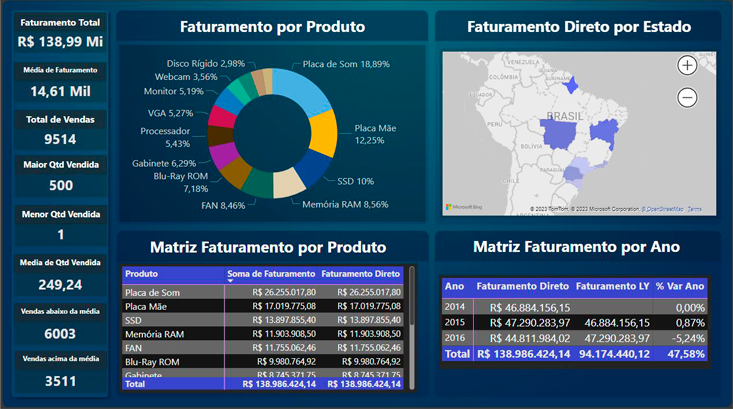 Faturamento Total
R$ 138,99 Mi
Média de Faturamento
14,61 Mil
Total de Vendas
9514
Maior Qtd Vendida
500
Menor Qtd Vendida
1
Media de Qtd Vendida
249,24
Vendas abaixo da média
6003
Vendas acima da média
3511
Faturamento por Produto
Disco Rígido 2,98%
Webcam 3,56%
Monitor 5,19%
VGA 5,27%
Processador
5,43%
Gabinete 6,29%
Blu-Ray ROM
7,18%
FAN 8,46%
Placa de Som 18,89%
Placa Mãe
12,25%
SSD 10%
Memória RAM 8,56%
Faturamento Direto por Estado
VENEZUELA
COLÔMBIA
SURINAME
PERU
BRASIL
BOLÍVIA
CHILE
Microsoft Bing
© 2023 TomTom, © 2023 Microsoft Corporation, © OpenStreetMap Terms
Matriz Faturamento por Produto
Produto Soma de Faturamento Faturamento Direto
Placa de Som R$ 26.255.017,80 R$ 26.255.017,80
Placa Mãe R$ 17.019.775,08 R$ 17.019.775,08
SSD R$ 13.897.855,40 R$ 13.897.855,40
Memória RAM R$ 11.903.908,50 R$ 11.903.908,50
FAN R$ 11.755.062,46 R$ 11.755.062,46
Blu-Ray ROM R$ 9.980.764,92 R$ 9.980.764,92
Gabinete R$ 8.745.371,75 R$ 8.745.371,75
Total R$ 138.986.424,14 R$ 138.986.424,14
Matriz Faturamento por Ano
Ano Faturamento Direto Faturamento LY % Var Ano
2014 R$ 46.884.156,15 0,00%
2015 R$ 47.290.283,97 46.884.156,15 0,87%
2016 R$ 44.811.984,02 47.290.283,97 -5,24%
Total R$ 138.986.424,14 94.174.440,12 47,58%